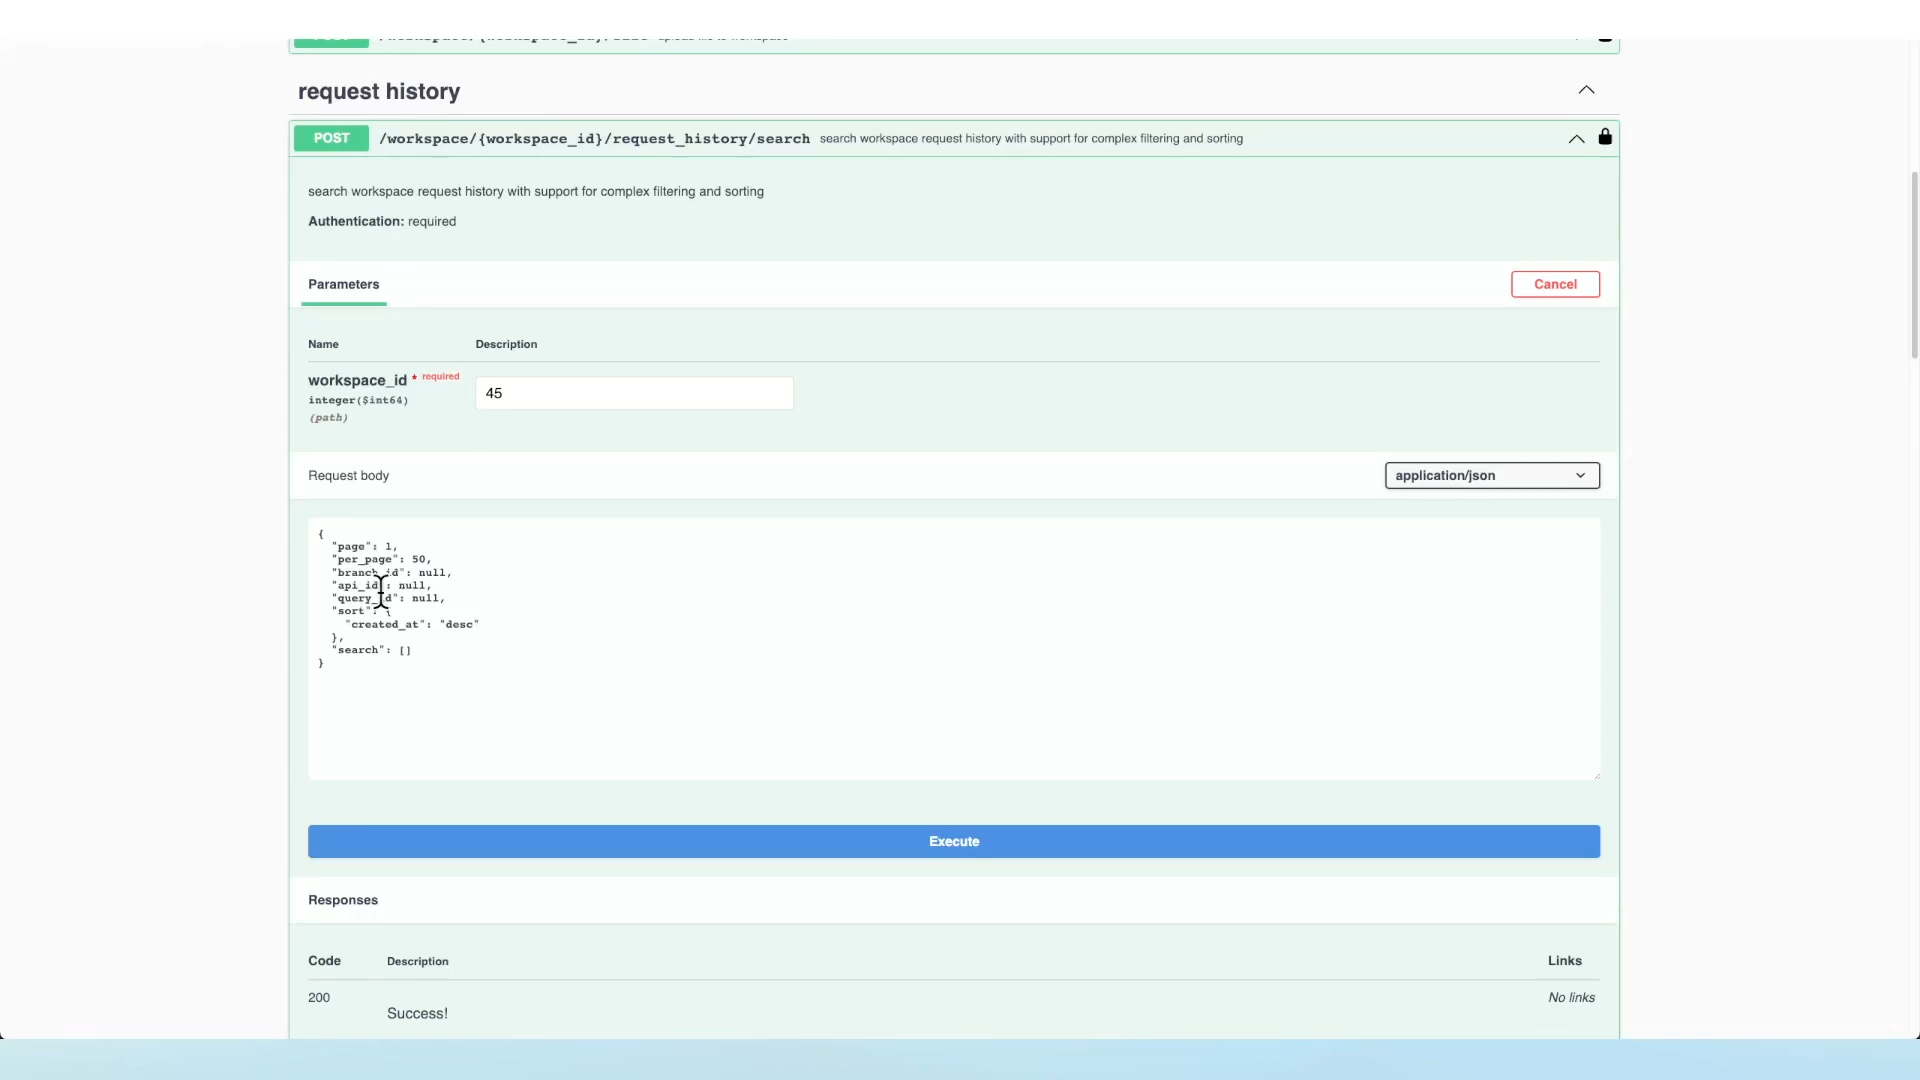 request history
POST /workspace/{workspace_id}/request_history/search search workspace request history with support for complex filtering and sorting
search workspace request history with support for complex filtering and sorting
Authentication: required
Parameters
Cancel
Name Description
workspace_id * required
integer($int64)
(path)
45
Request body
application/json
{
"page": 1,
"per_page": 50,
"branch_id": null,
"api_id": null,
"query_id": null,
"sort": {
"created_at": "desc"
},
"search": []
}
Execute
Responses
Code Description Links
200 No links
Success!